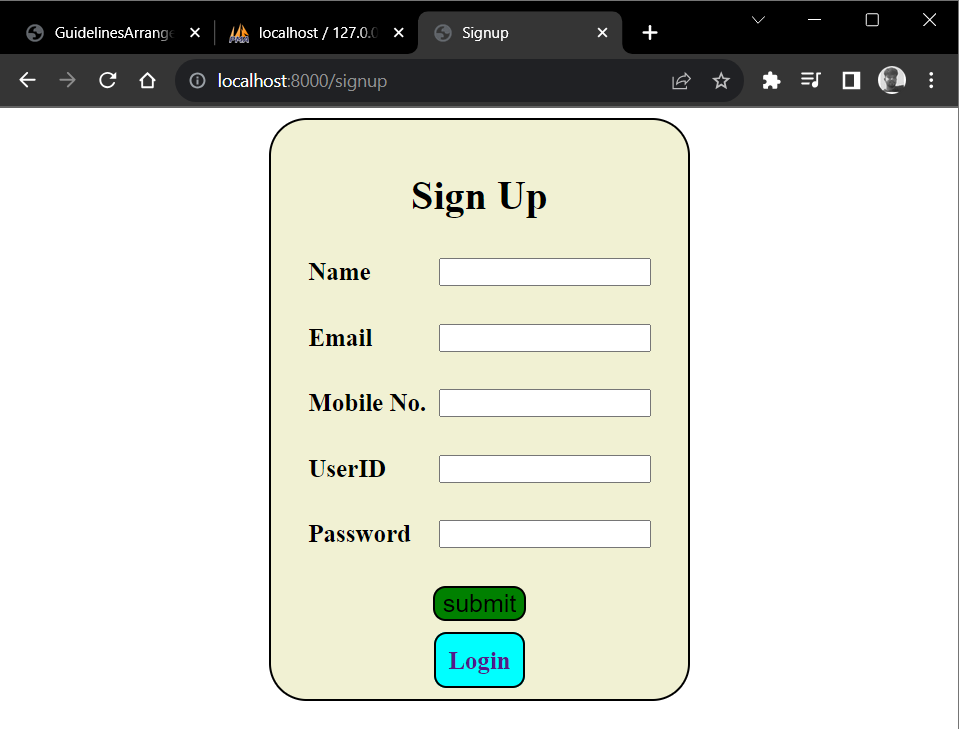 GuidelinesArrange
localhost / 127.0.0
Signup
localhost:8000/signup
Sign Up
Name
Email
Mobile No.
UserID
Password
submit
Login